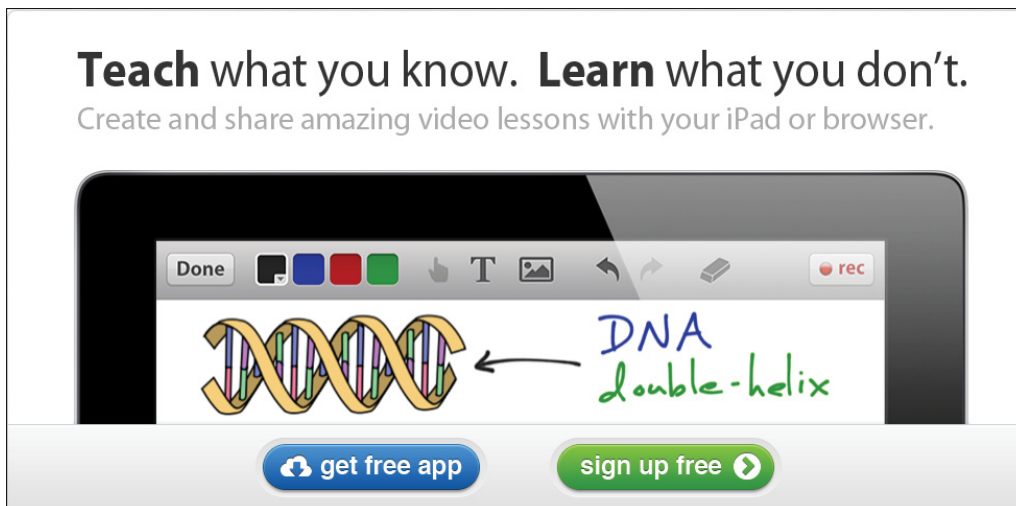 Teach what you know. Learn what you don't.
Create and share amazing video lessons with your iPad or browser.
Done T rec
DNA
double-helix
get free app sign up free